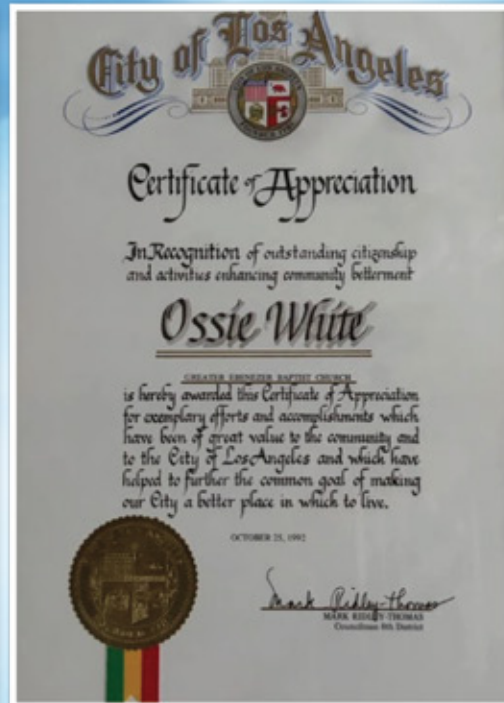 City of Los Angeles
Certificate of Appreciation
In Recognition of outstanding citizenship
and activities enhancing community betterment
Ossie White
GREATER EBENEZER BAPTIST CHURCH
is hereby awarded this Certificate of Appreciation
for exemplary efforts and accomplishments which
have been of great value to the community and
to the City of Los Angeles and which have
helped to further the common goal of making
our City a better place in which to live.
OCTOBER 25, 1992
Mark Ridley-Thomas
MARK RIDLEY-THOMAS
Councilman 8th District